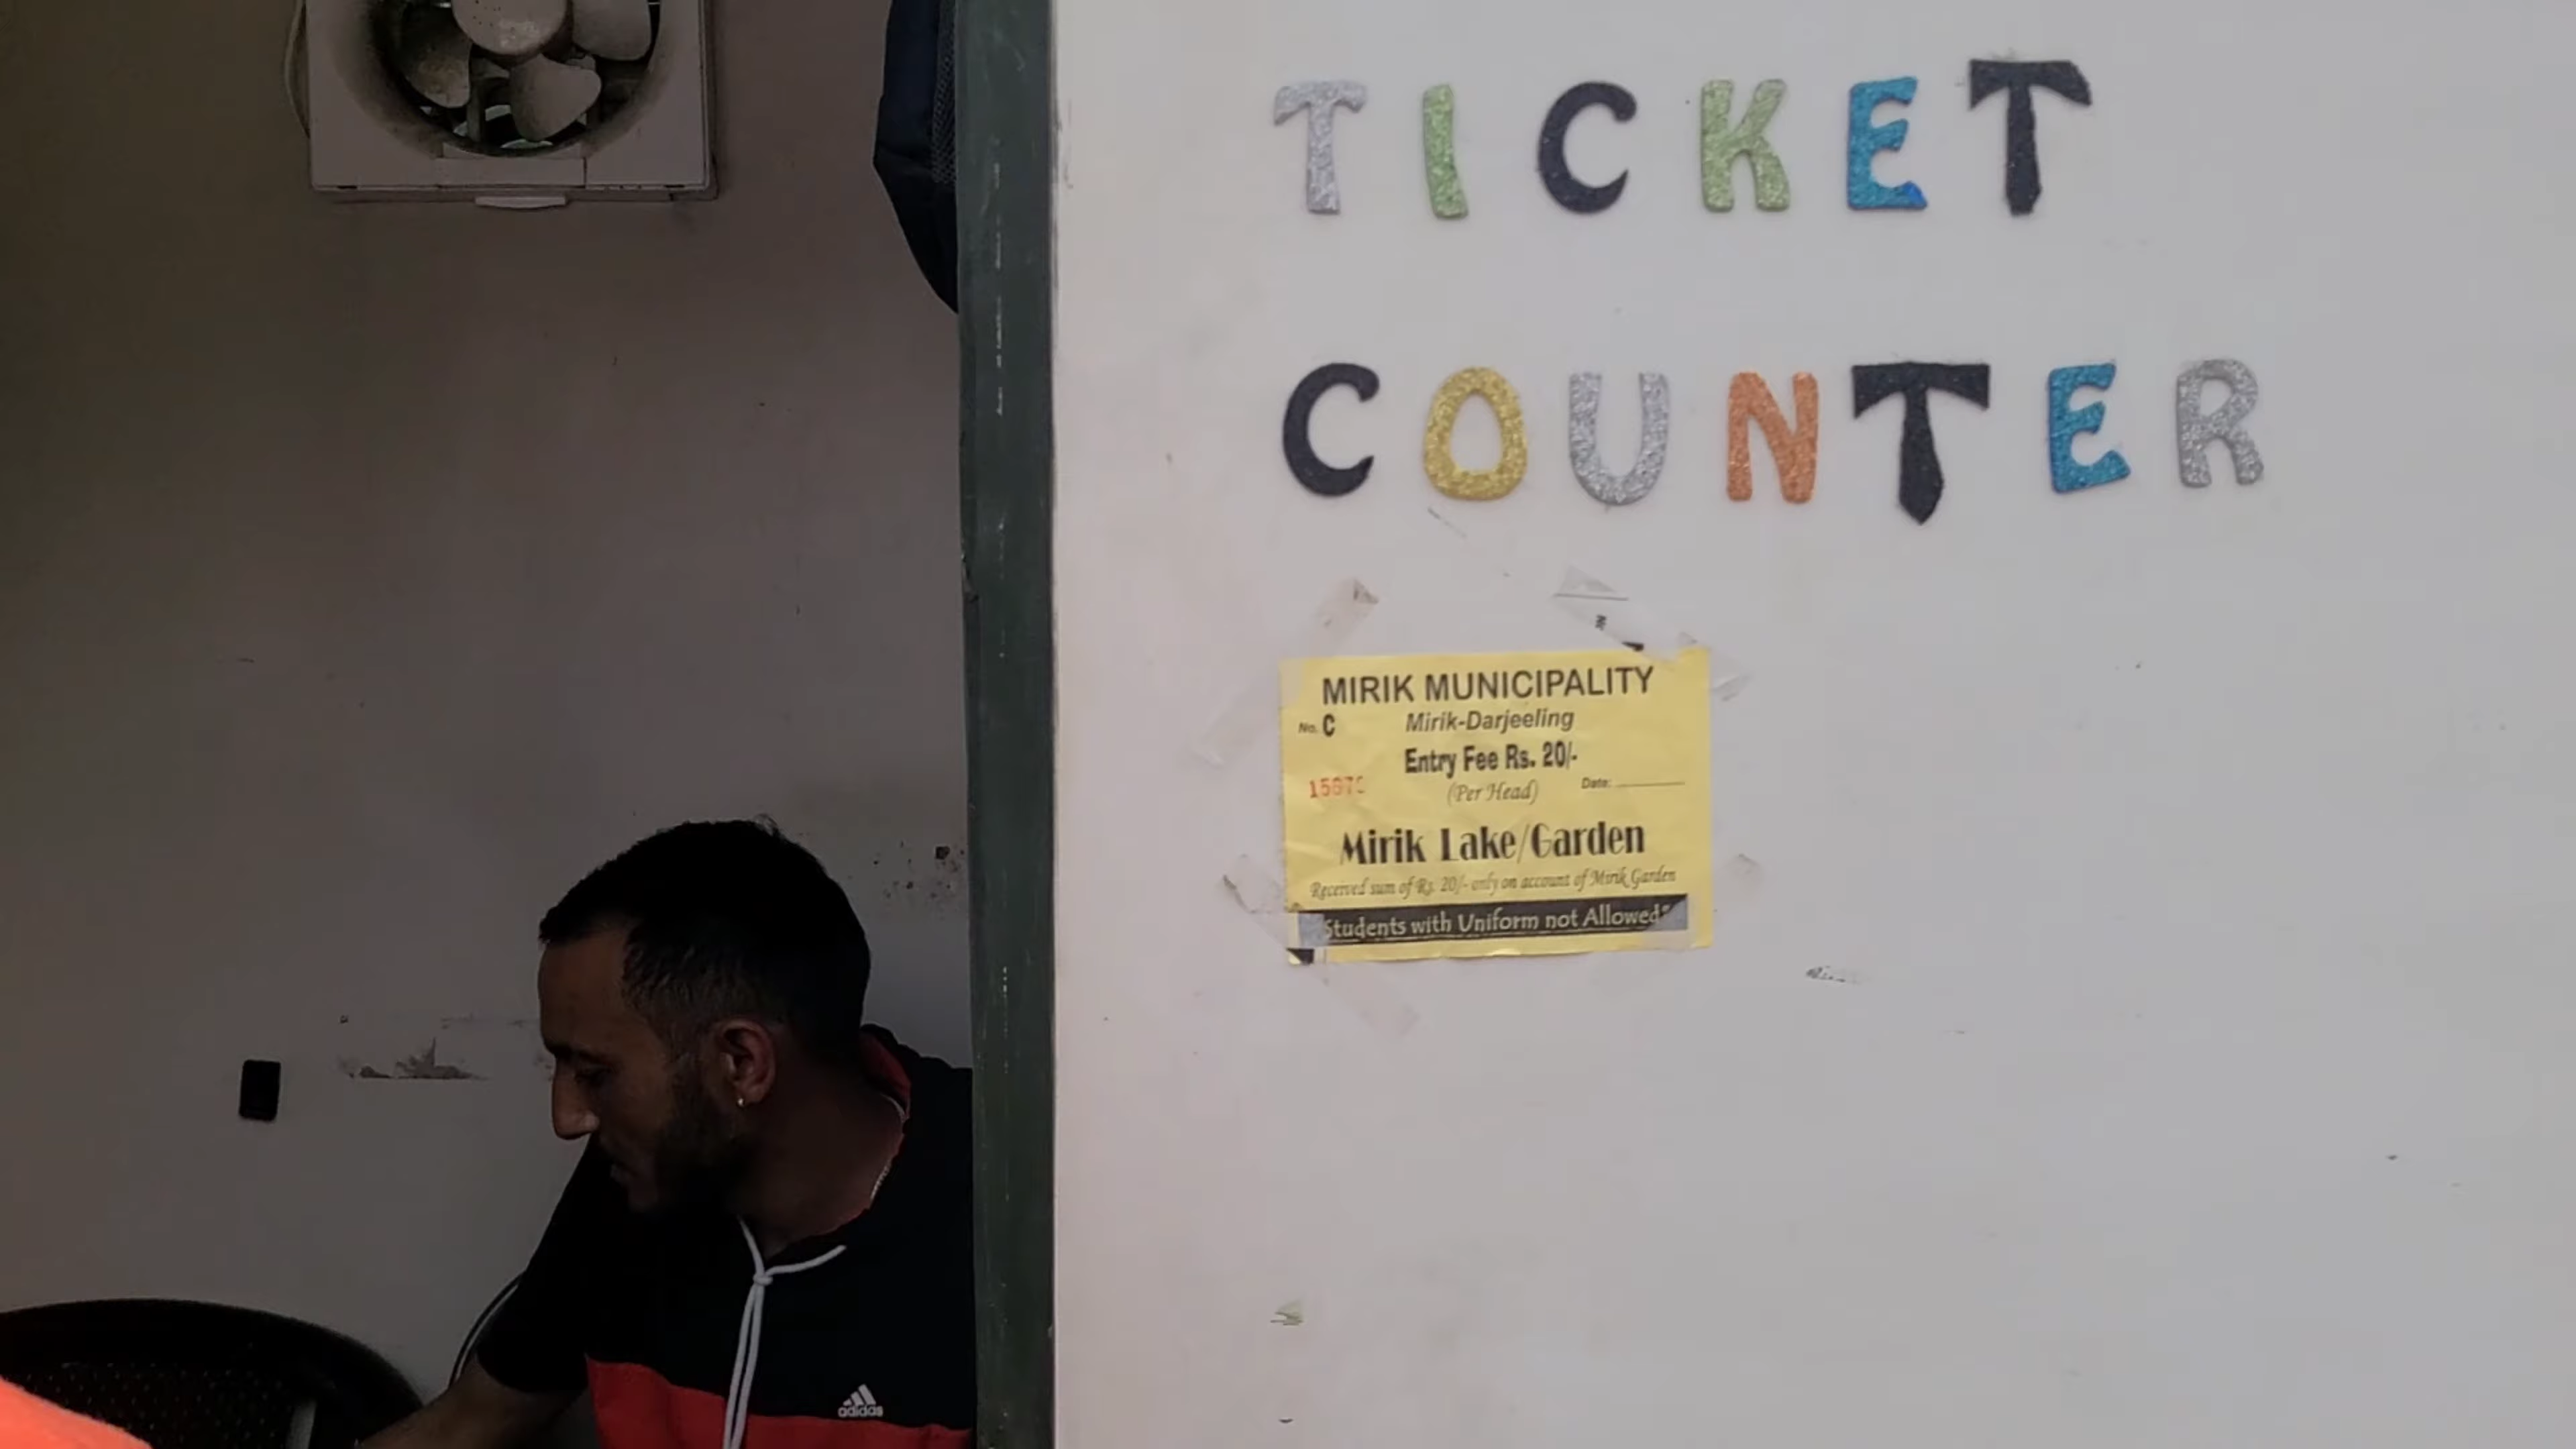 TICKET
COUNTER
MIRIK MUNICIPALITY
No. C
Mirik-Darjeeling
Entry Fee Rs. 20/-
(Per Head)
Date:
Mirik Lake/Garden
Received sum of Rs. 20/- only on account of Mirik Garden
Students with Uniform not Allowed"
adidas